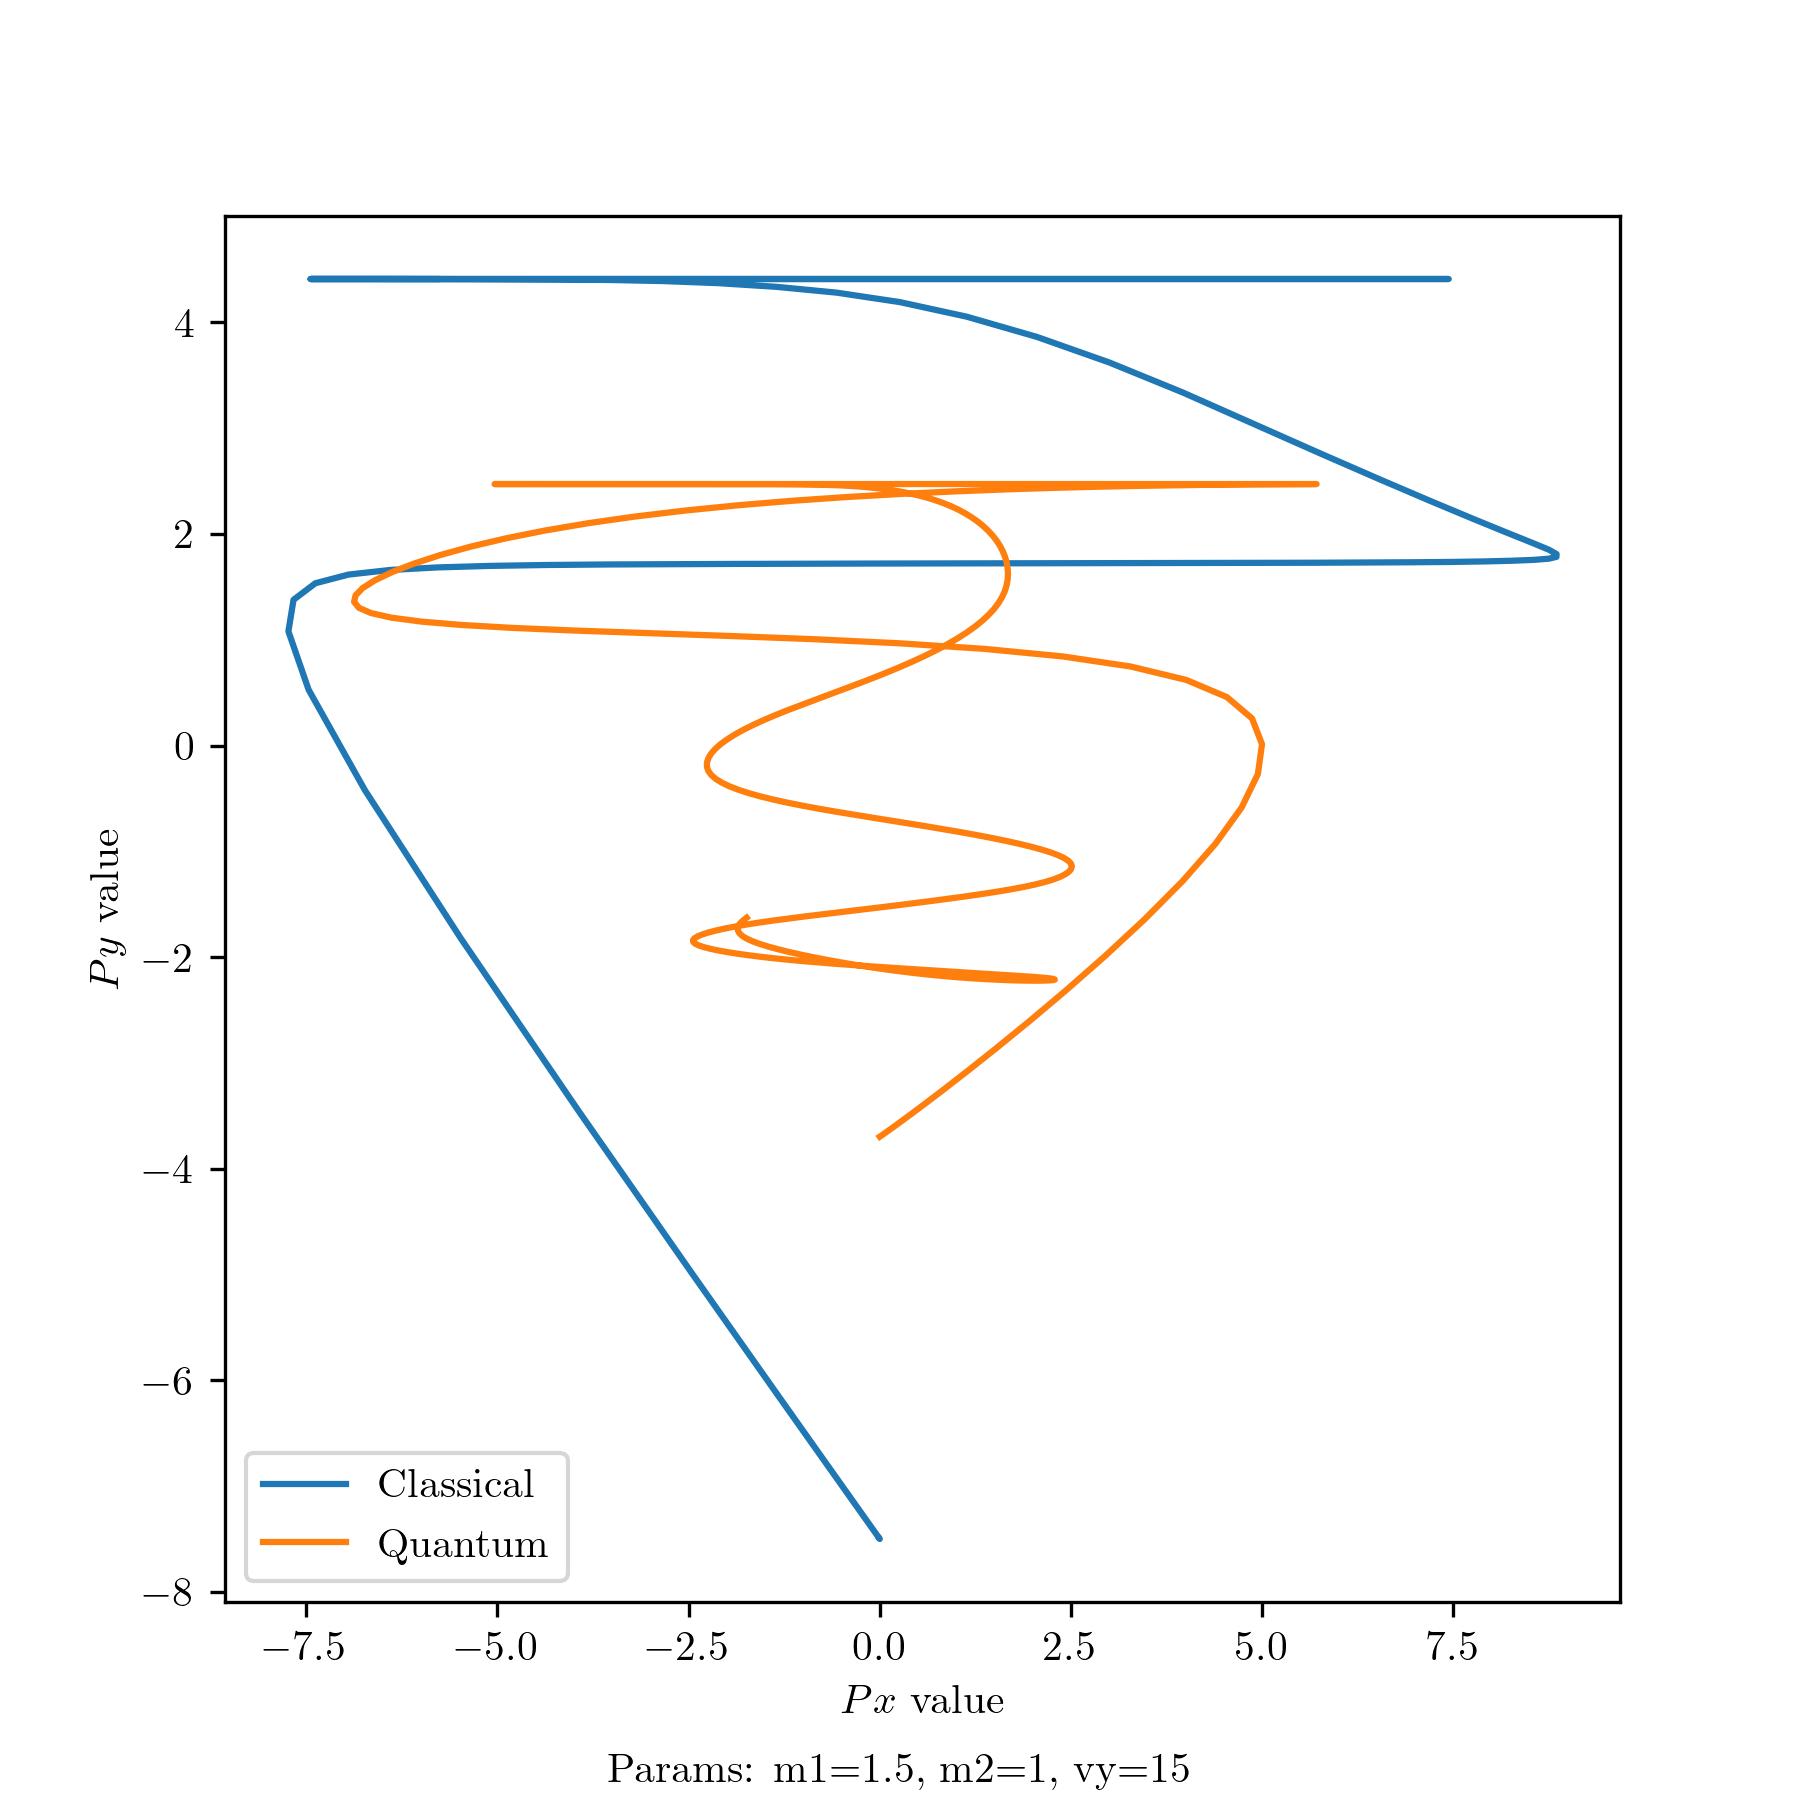 4
2
0
−2
−4
−6
−8
Py value
Classical
Quantum
−7.5 −5.0 −2.5 0.0 2.5 5.0 7.5
Px value
Params: m1=1.5, m2=1, vy=15